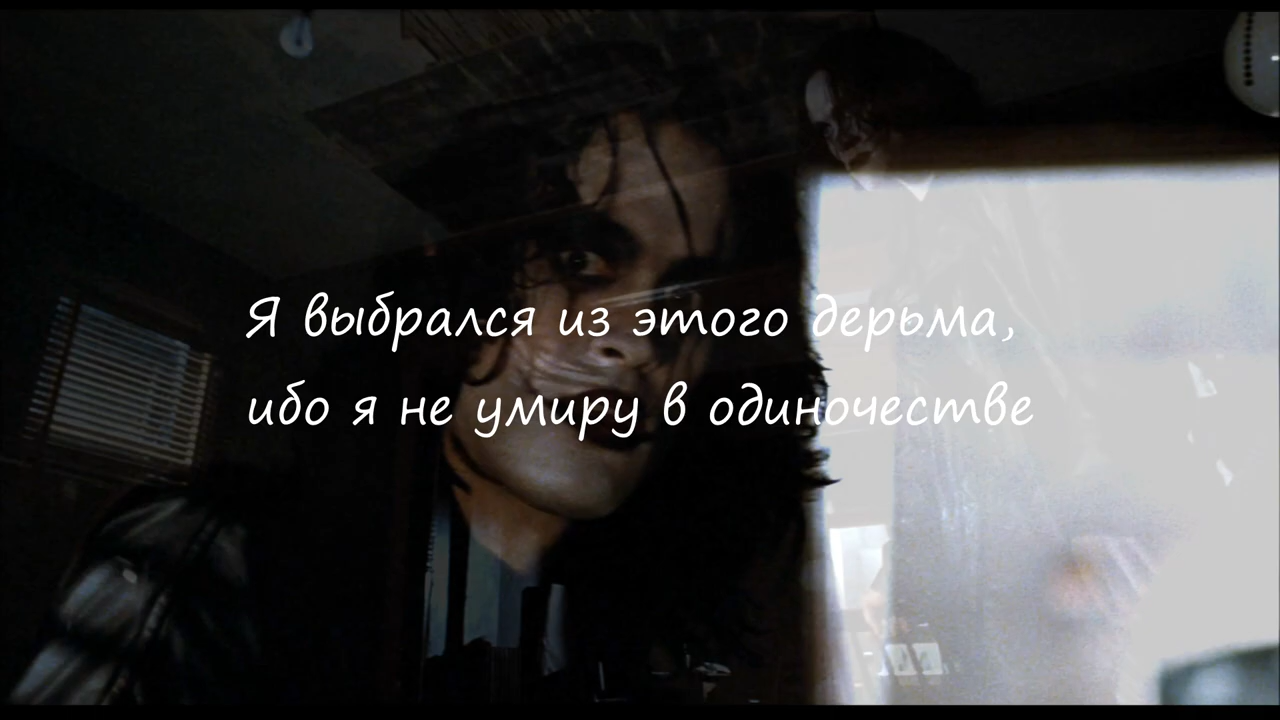 Я выбрался из этого дерьма,
ибо я не умиру в одиночестве